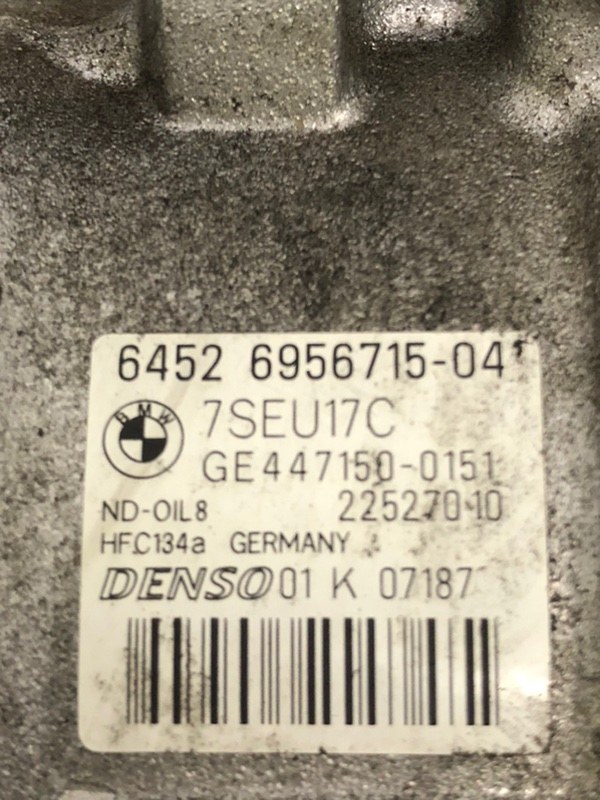 6452 6956715-04
BMW
7SEU17C
GE447150-0151
ND-OIL8 22527010
HFC134a GERMANY
DENSO 01 K 07187